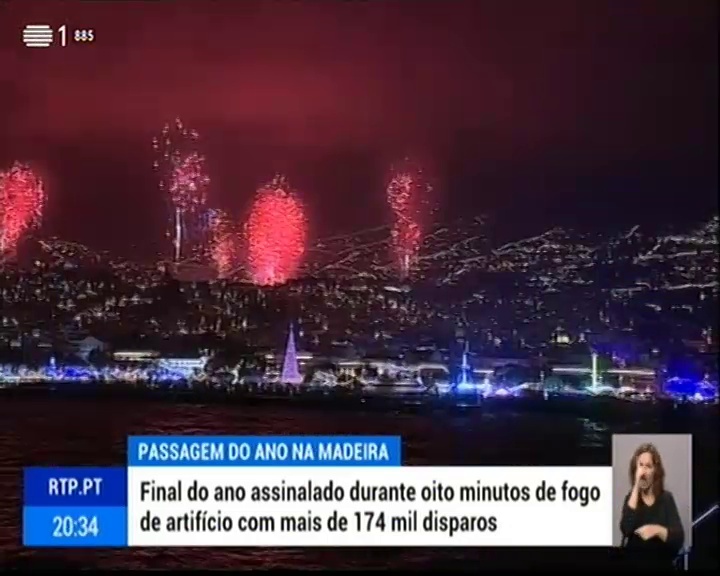 1 885
PASSAGEM DO ANO NA MADEIRA
RTP.PT
Final do ano assinalado durante oito minutos de fogo
de artifício com mais de 174 mil disparos
20:34